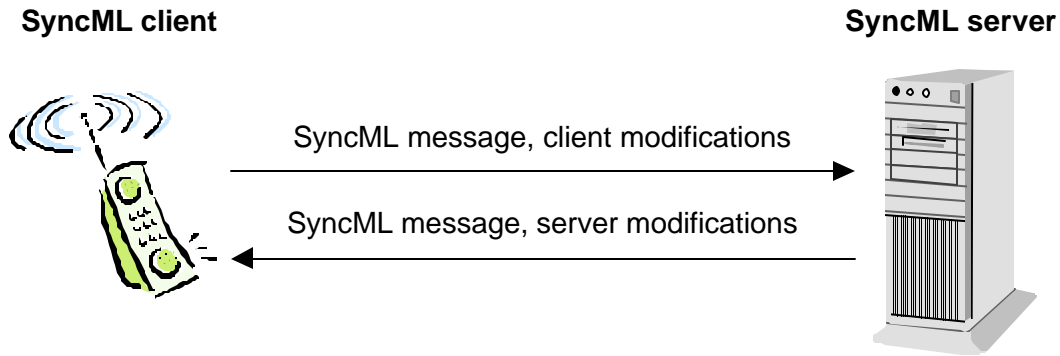 SyncML client
SyncML server
SyncML message, client modifications
SyncML message, server modifications